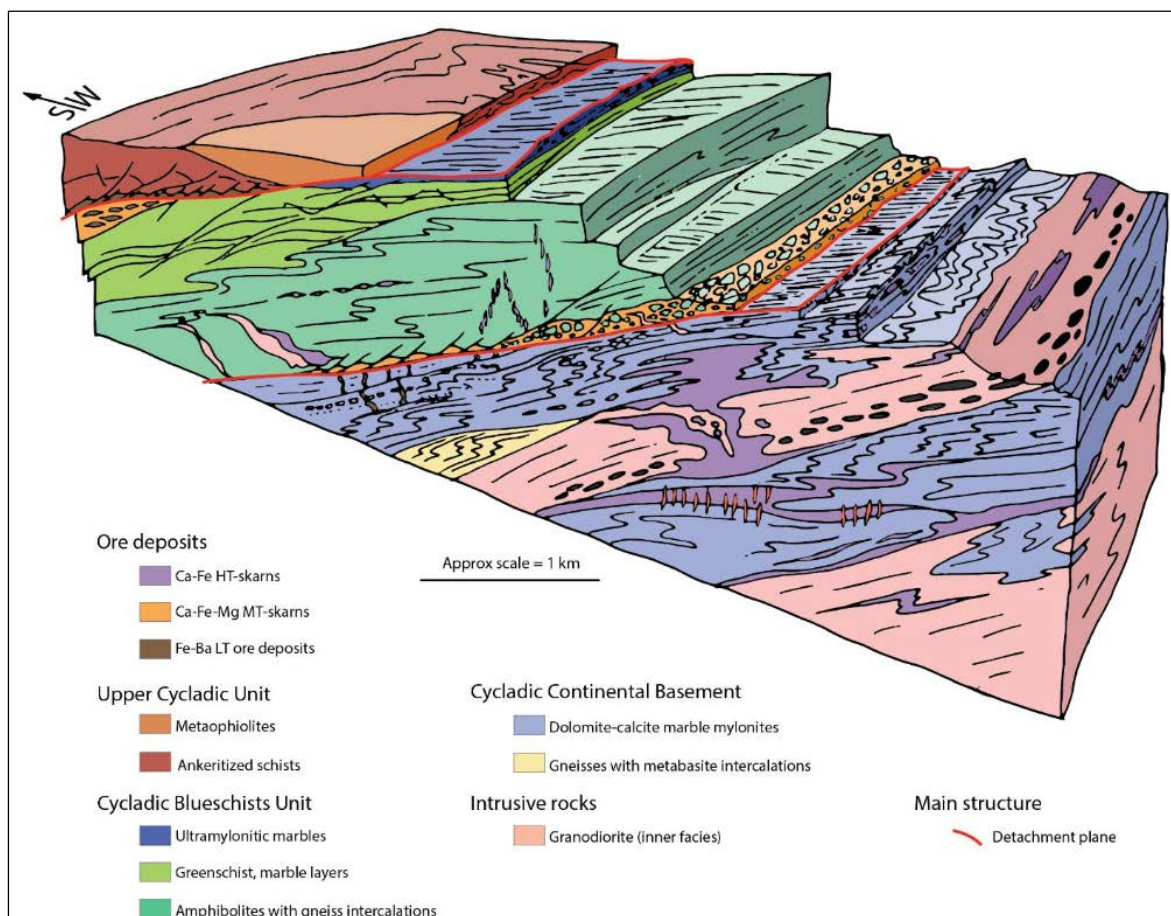 SW
Approx scale = 1 km
Ore deposits
Ca-Fe HT-skarns
Ca-Fe-Mg MT-skarns
Fe-Ba LT ore deposits
Upper Cycladic Unit
Metaophiolites
Ankeritized schists
Cycladic Blueschists Unit
Ultramylonitic marbles
Greenschist, marble layers
Amphibolites with gneiss intercalations
Cycladic Continental Basement
Dolomite-calcite marble mylonites
Gneisses with metabasite intercalations
Intrusive rocks
Granodiorite (inner facies)
Main structure
Detachment plane